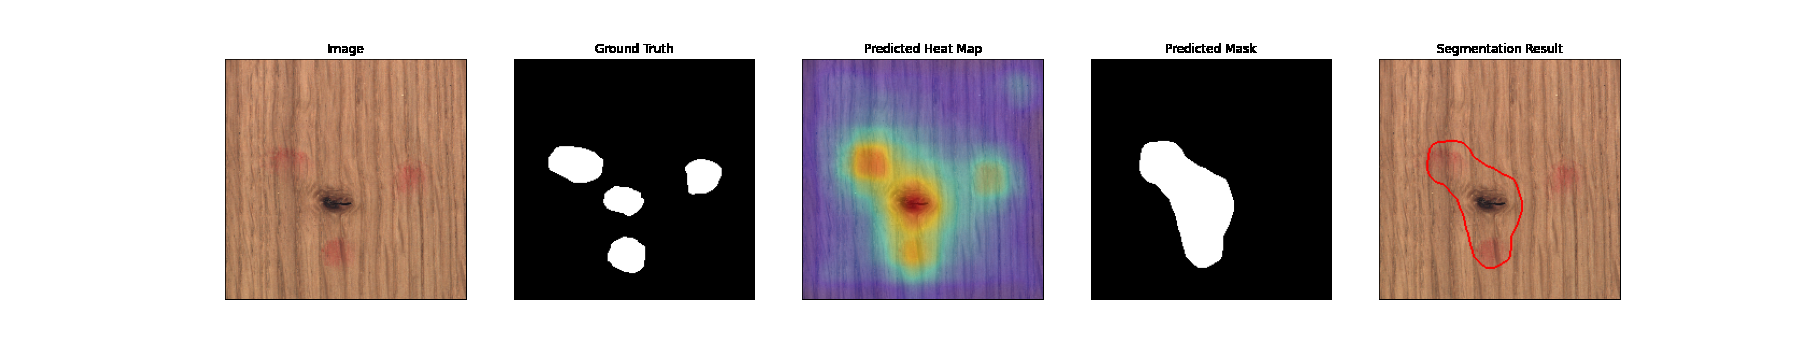 Image
Ground Truth
Predicted Heat Map
Predicted Mask
Segmentation Result